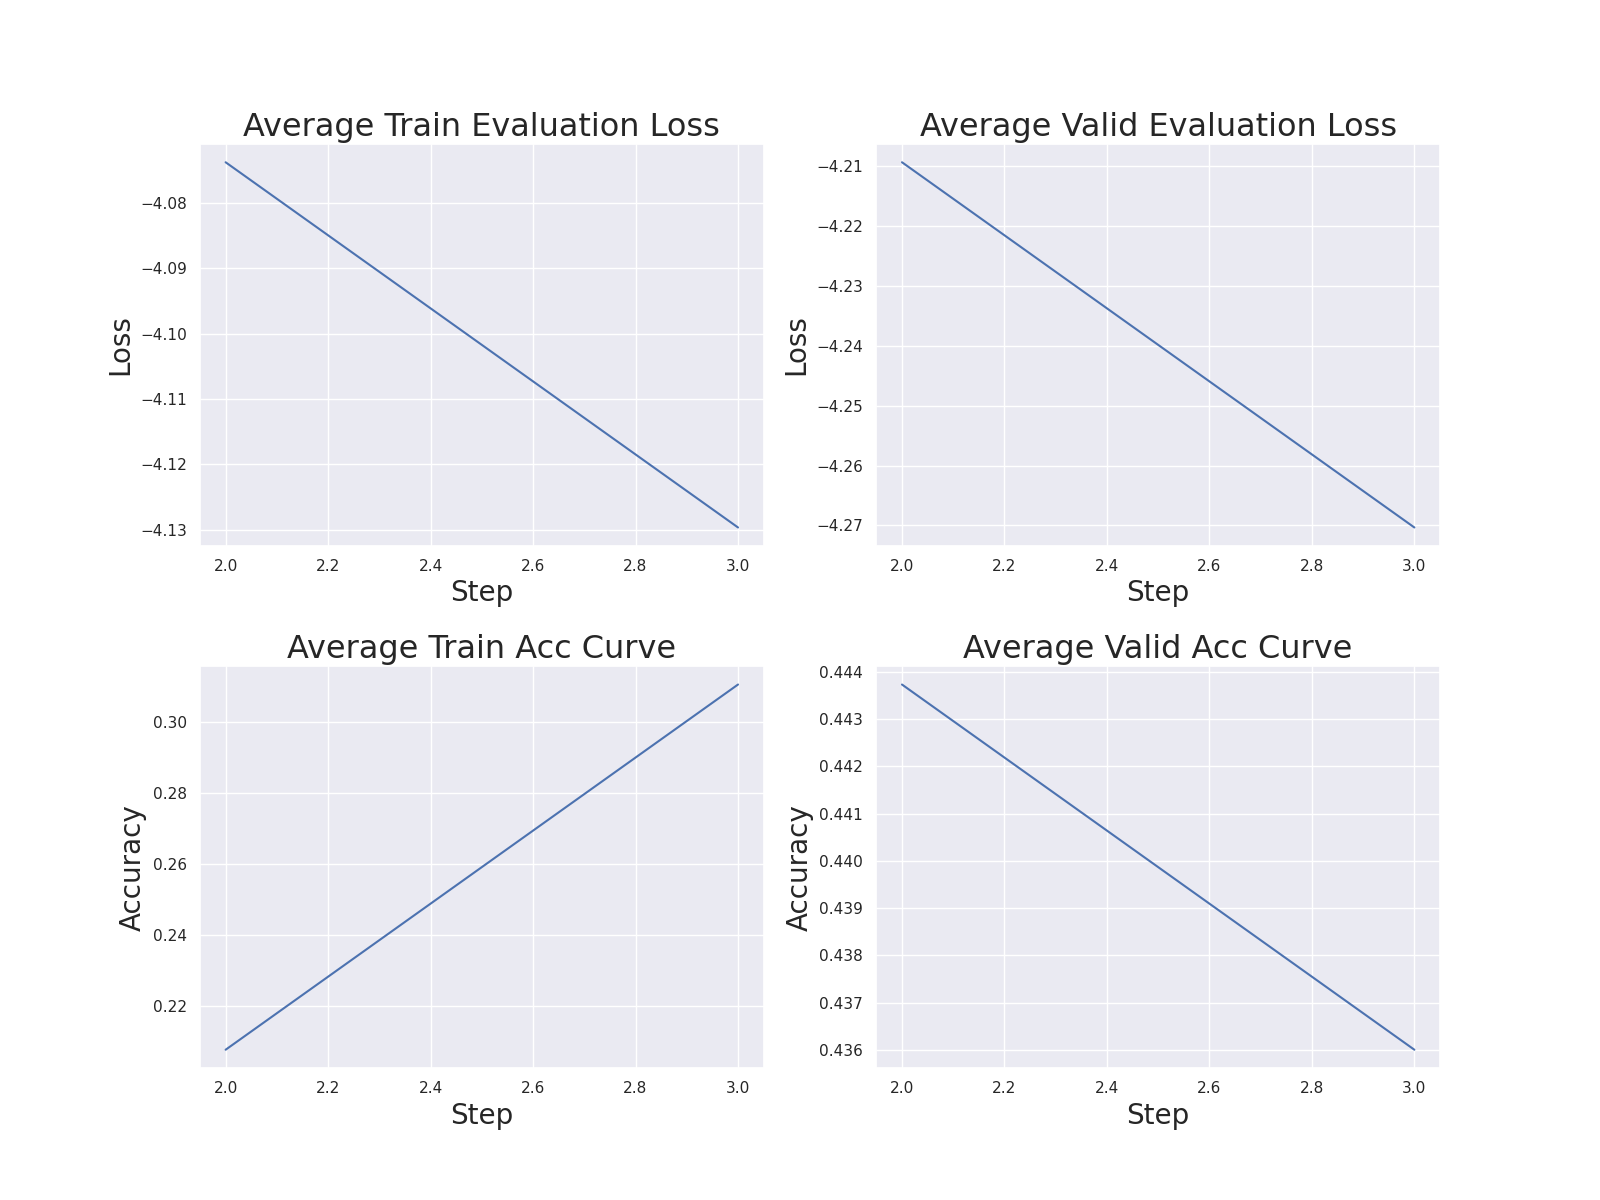 Average Train Evaluation Loss
Loss
−4.08
−4.09
−4.10
−4.11
−4.12
−4.13
2.0 2.2 2.4 2.6 2.8 3.0
Step
Average Valid Evaluation Loss
Loss
−4.21
−4.22
−4.23
−4.24
−4.25
−4.26
−4.27
2.0 2.2 2.4 2.6 2.8 3.0
Step
Average Train Acc Curve
Accuracy
0.30
0.28
0.26
0.24
0.22
2.0 2.2 2.4 2.6 2.8 3.0
Step
Average Valid Acc Curve
Accuracy
0.444
0.443
0.442
0.441
0.440
0.439
0.438
0.437
0.436
2.0 2.2 2.4 2.6 2.8 3.0
Step